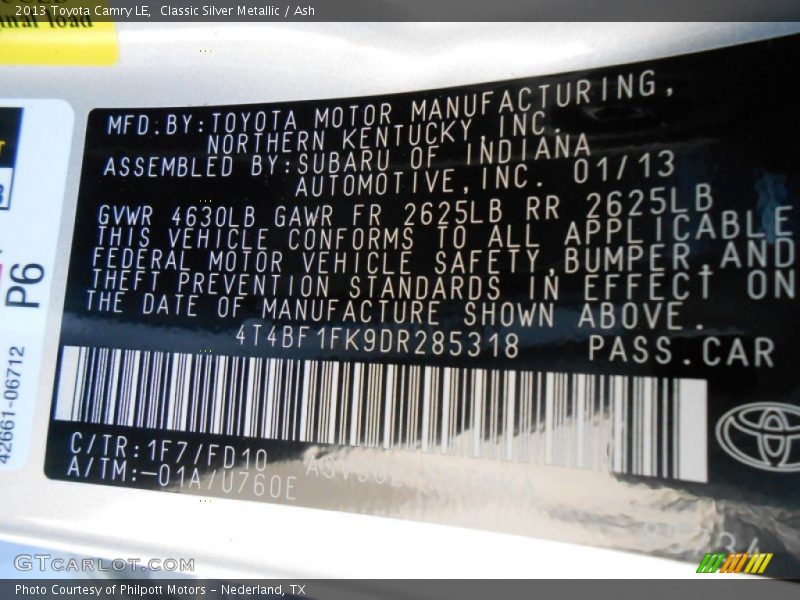 2013 Toyota Camry LE, Classic Silver Metallic / Ash
load
MFD.BY:TOYOTA MOTOR MANUFACTURING,
NORTHERN KENTUCKY, INC.
ASSEMBLED BY:SUBARU OF INDIANA
AUTOMOTIVE,INC. 01/13
GVWR 4630LB GAWR FR 2625LB RR 2625LB
THIS VEHICLE CONFORMS TO ALL APPLICABLE
FEDERAL MOTOR VEHICLE SAFETY,BUMPER,AND
THEFT PREVENTION STANDARDS IN EFFECT ON
THE DATE OF MANUFACTURE SHOWN ABOVE.
4T4BF1FK9DR285318 PASS.CAR
C/TR:1F7/FD10
A/TM:-01A/U760E
P6
42661-06712
GTCARLOT.COM
Photo Courtesy of Philpott Motors - Nederland, TX